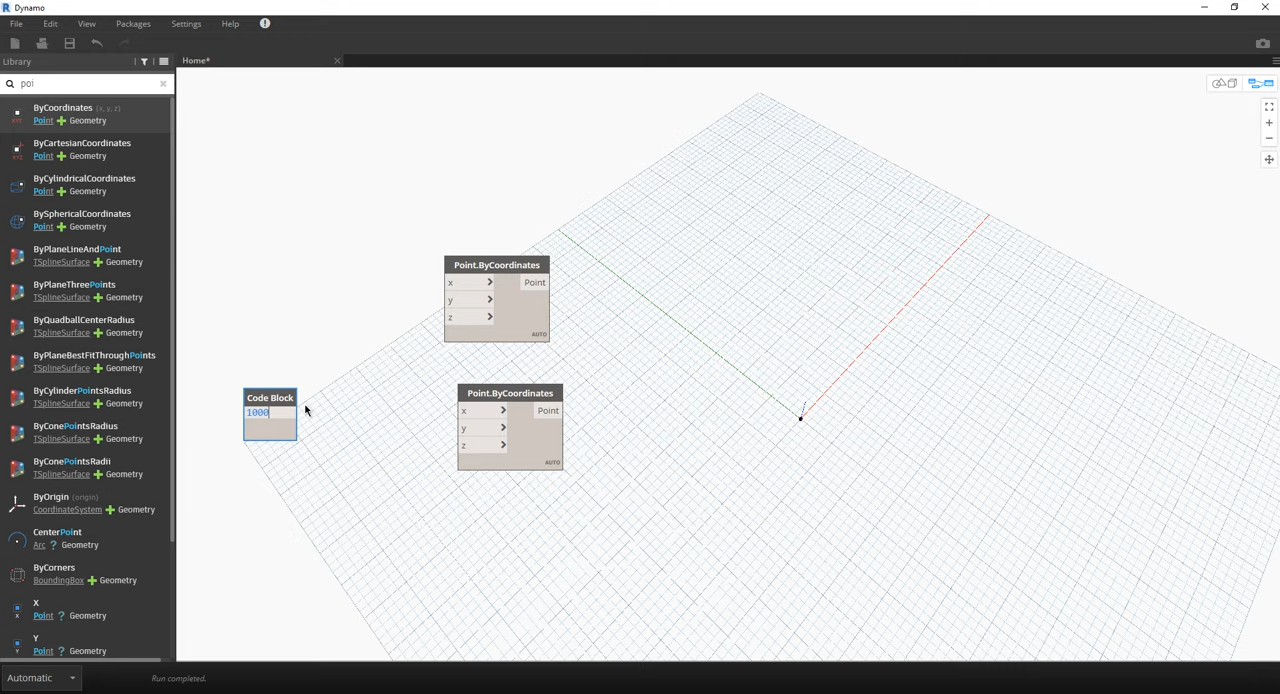 Dynamo
File Edit View Packages Settings Help
Library
Home*
poi
ByCoordinates (x, y, z)
Point Geometry
ByCartesianCoordinates
Point Geometry
ByCylindricalCoordinates
Point Geometry
BySphericalCoordinates
Point Geometry
ByPlaneLineAndPoint
TSplineSurface Geometry
ByPlaneThreePoints
TSplineSurface Geometry
ByQuadballCenterRadius
TSplineSurface Geometry
ByPlaneBestFitThroughPoints
TSplineSurface Geometry
ByCylinderPointsRadius
TSplineSurface Geometry
ByConePointsRadius
TSplineSurface Geometry
ByConePointsRadii
TSplineSurface Geometry
ByOrigin (origin)
CoordinateSystem Geometry
CenterPoint
Arc ? Geometry
ByCorners
BoundingBox Geometry
X
Point ? Geometry
Y
Point ? Geometry
Point.ByCoordinates
x > Point
y >
z >
AUTO
Code Block
1000
Point.ByCoordinates
x > Point
y >
z >
AUTO
Automatic
Run completed.